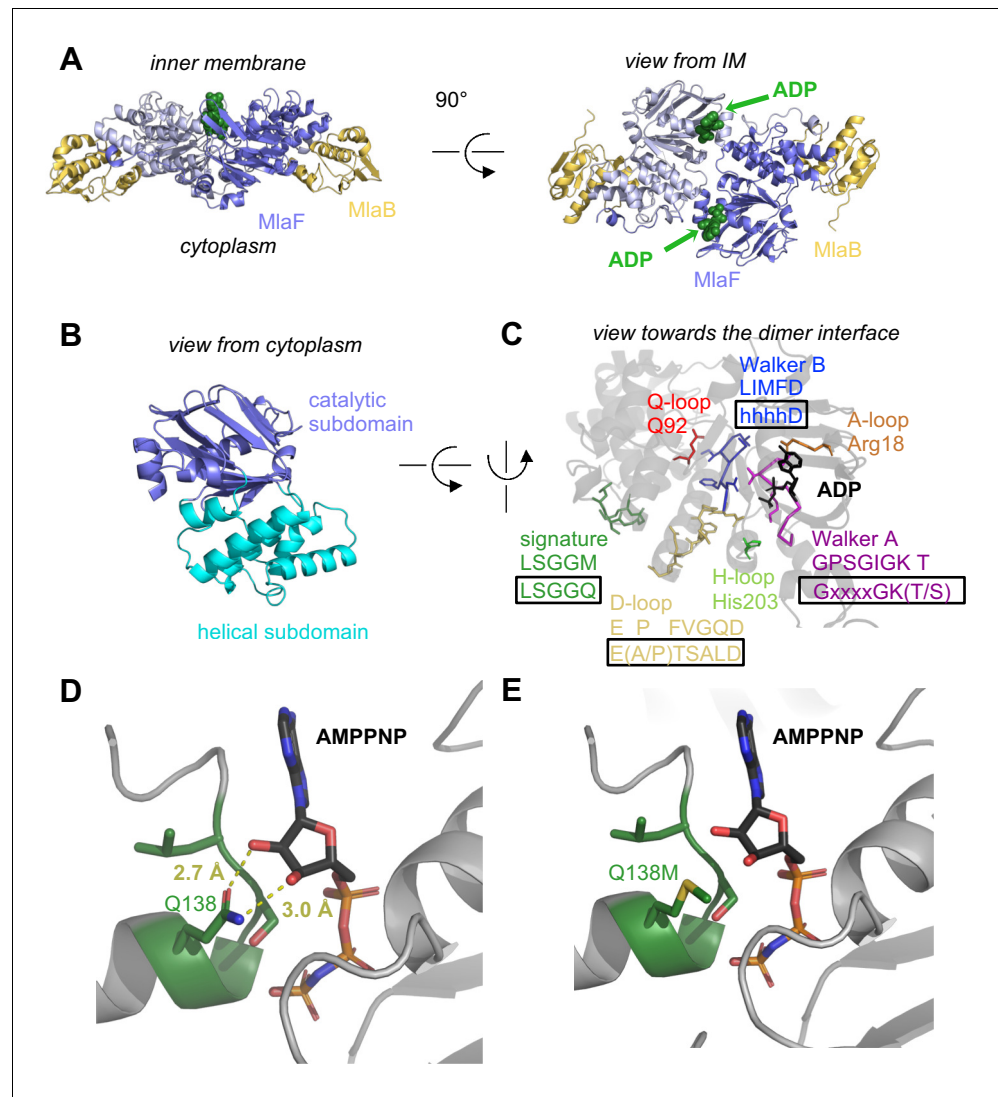 A
inner membrane
MlaF
MlaB
cytoplasm
90°
view from IM
ADP
ADP
MlaF
MlaB
B
view from cytoplasm
catalytic
subdomain
helical subdomain
C
view towards the dimer interface
Walker B
LIMFD
hhhhD
Q-loop
Q92
A-loop
Arg18
ADP
signature
LSGGM
LSGGQ
H-loop
His203
Walker A
GPSGIGK T
GxxxxGK(T/S)
D-loop
E P FVGQD
E(A/P)TSALD
D
AMPPNP
2.7 Å
Q138
3.0 Å
E
AMPPNP
Q138M